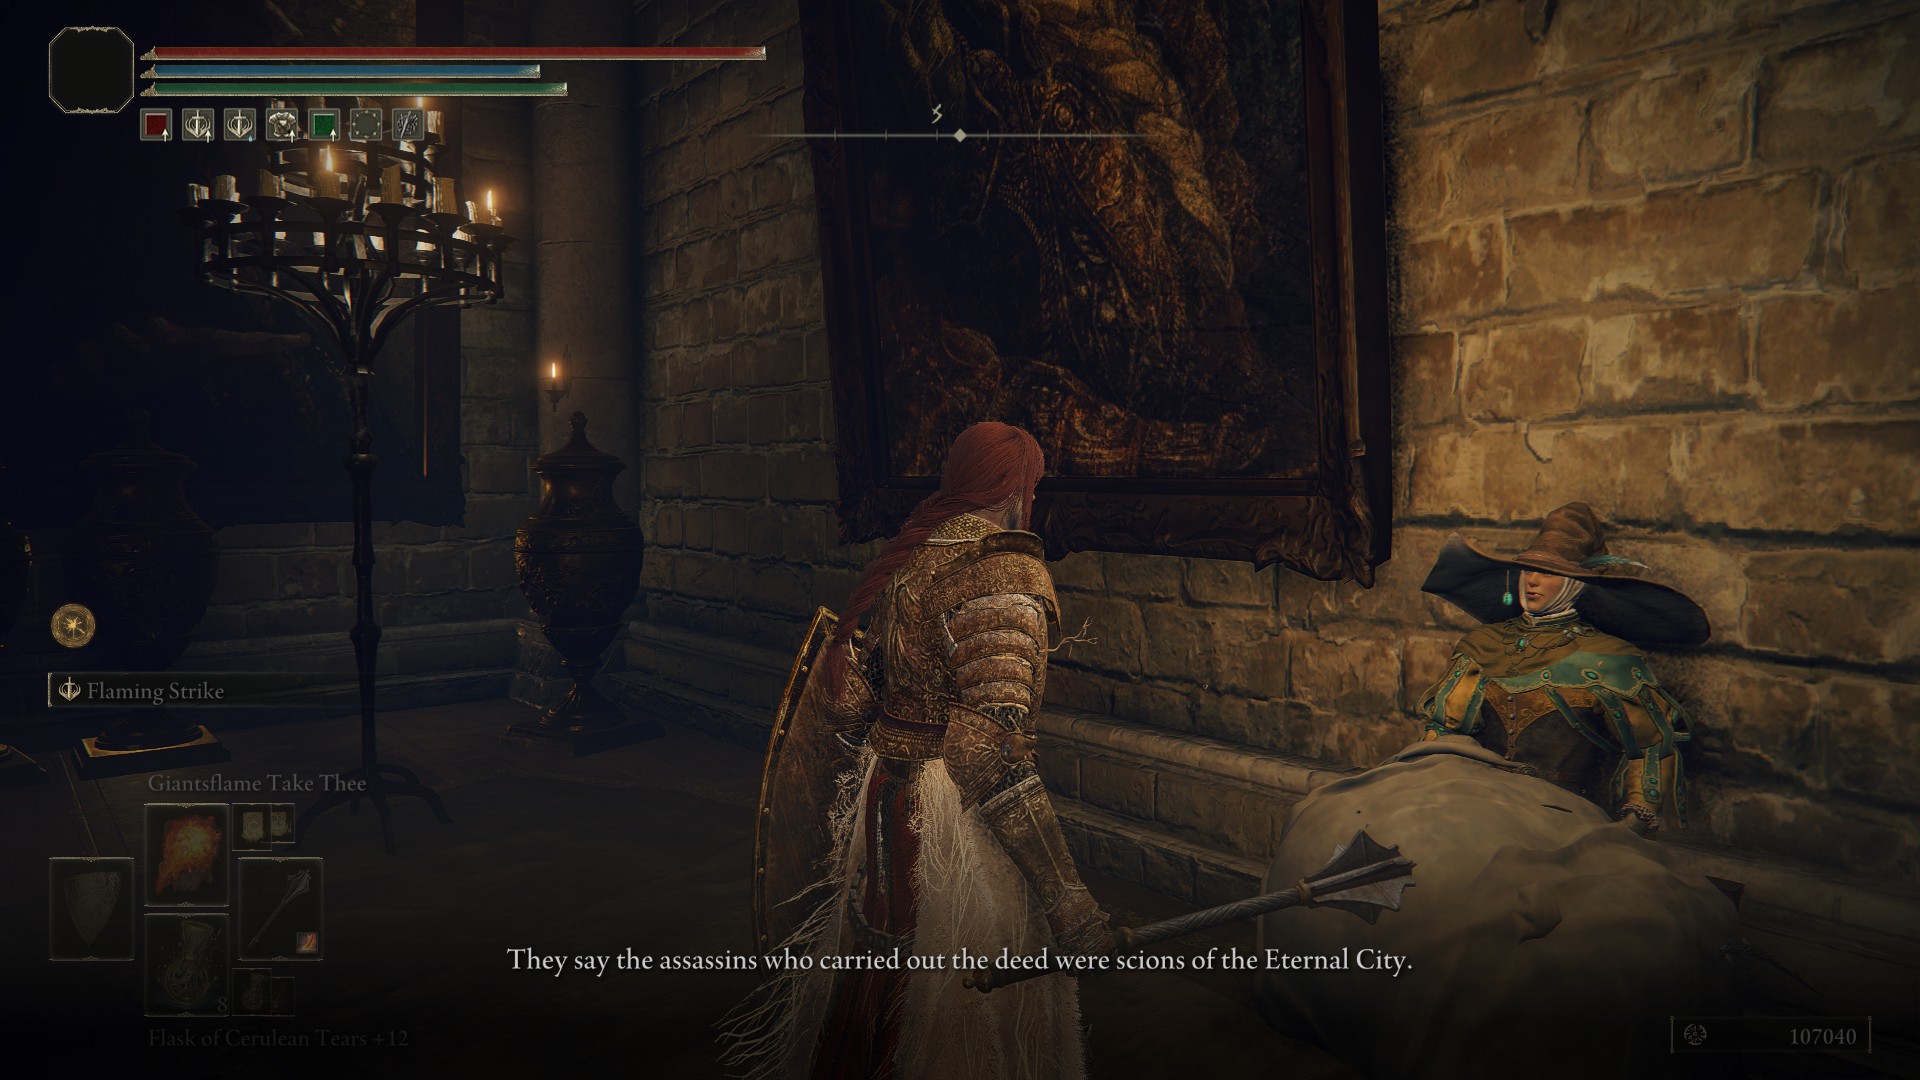 Flaming Strike
Giantsflame Take Thee
8
Flask of Cerulean Tears +12
They say the assassins who carried out the deed were scions of the Eternal City.
107040